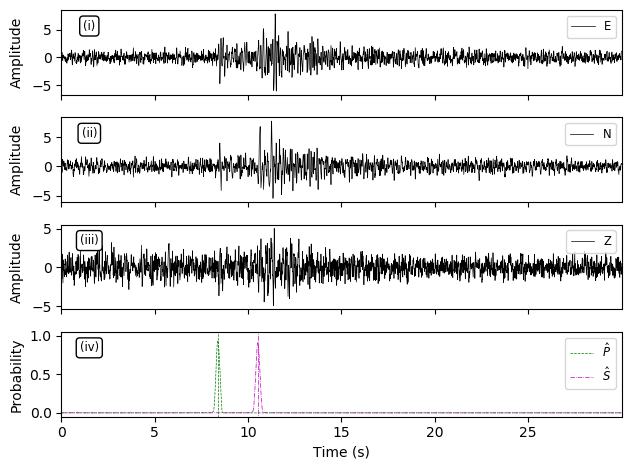 (i)
E
Amplitude
5
0
−5
(ii)
N
Amplitude
5
0
−5
(iii)
Z
Amplitude
5
0
−5
(iv)
P̂
Ŝ
Probability
1.0
0.5
0.0
0 5 10 15 20 25
Time (s)